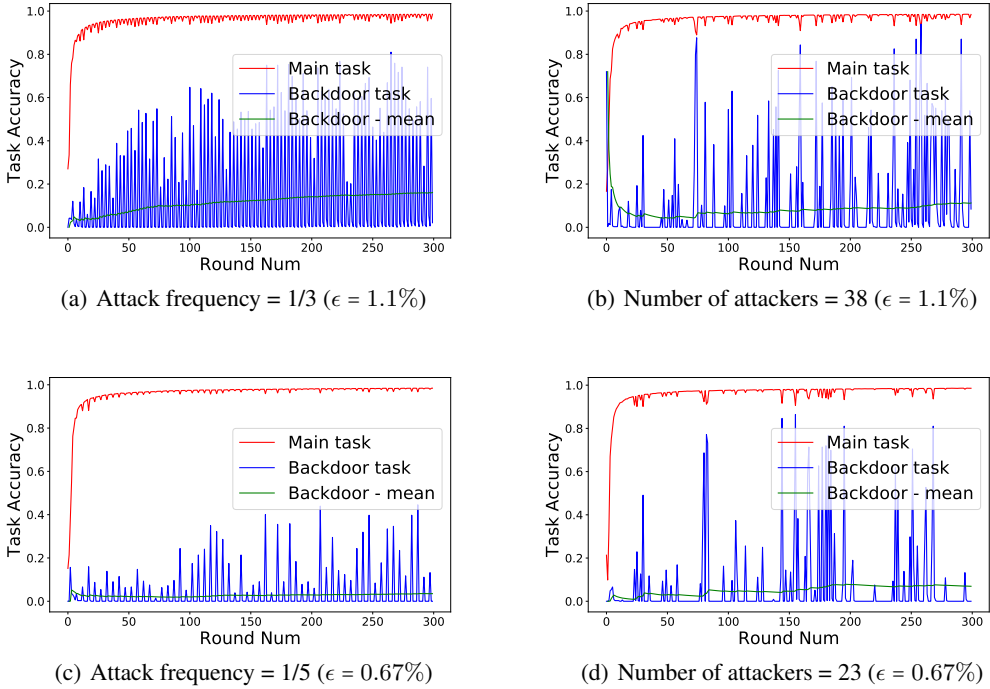 1.0
0.8
0.6
0.4
0.2
0.0
Task Accuracy
Main task
Backdoor task
Backdoor - mean
0 50 100 150 200 250 300
Round Num
(a) Attack frequency = 1/3 (ϵ = 1.1%)
1.0
0.8
0.6
0.4
0.2
0.0
Task Accuracy
Main task
Backdoor task
Backdoor - mean
0 50 100 150 200 250 300
Round Num
(b) Number of attackers = 38 (ϵ = 1.1%)
1.0
0.8
0.6
0.4
0.2
0.0
Task Accuracy
Main task
Backdoor task
Backdoor - mean
0 50 100 150 200 250 300
Round Num
(c) Attack frequency = 1/5 (ϵ = 0.67%)
1.0
0.8
0.6
0.4
0.2
0.0
Task Accuracy
Main task
Backdoor task
Backdoor - mean
0 50 100 150 200 250 300
Round Num
(d) Number of attackers = 23 (ϵ = 0.67%)